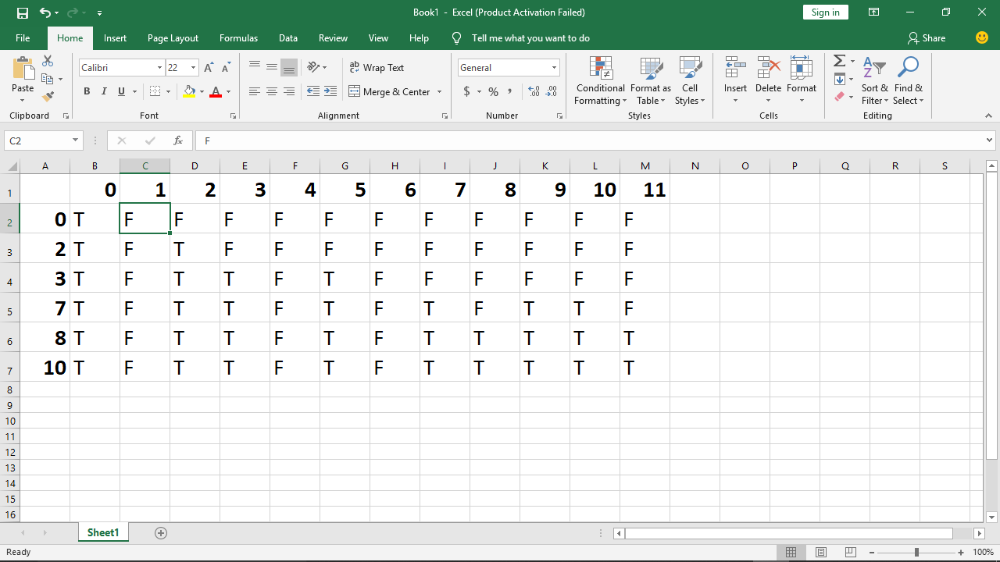 Book1 - Excel (Product Activation Failed)
Sign in
File Home Insert Page Layout Formulas Data Review View Help Tell me what you want to do Share
Paste
Clipboard
Calibri 22
B I U
Font
Wrap Text
Merge & Center
Alignment
General
$ % ,
Number
Conditional Formatting
Format as Table
Cell Styles
Styles
Insert Delete Format
Cells
Sort & Filter
Find & Select
Editing
C2 fx F
A B C D E F G H I J K L M N O P Q R S
1 0 1 2 3 4 5 6 7 8 9 10 11
2 0 T F F F F F F F F F F F
3 2 T F T F F F F F F F F F
4 3 T F T T F T F F F F F F
5 7 T F T T F T F T F T T F
6 8 T F T T F T F T T T T T
7 10 T F T T F T F T T T T T
8
9
10
11
12
13
14
15
16
Sheet1
Ready
100%